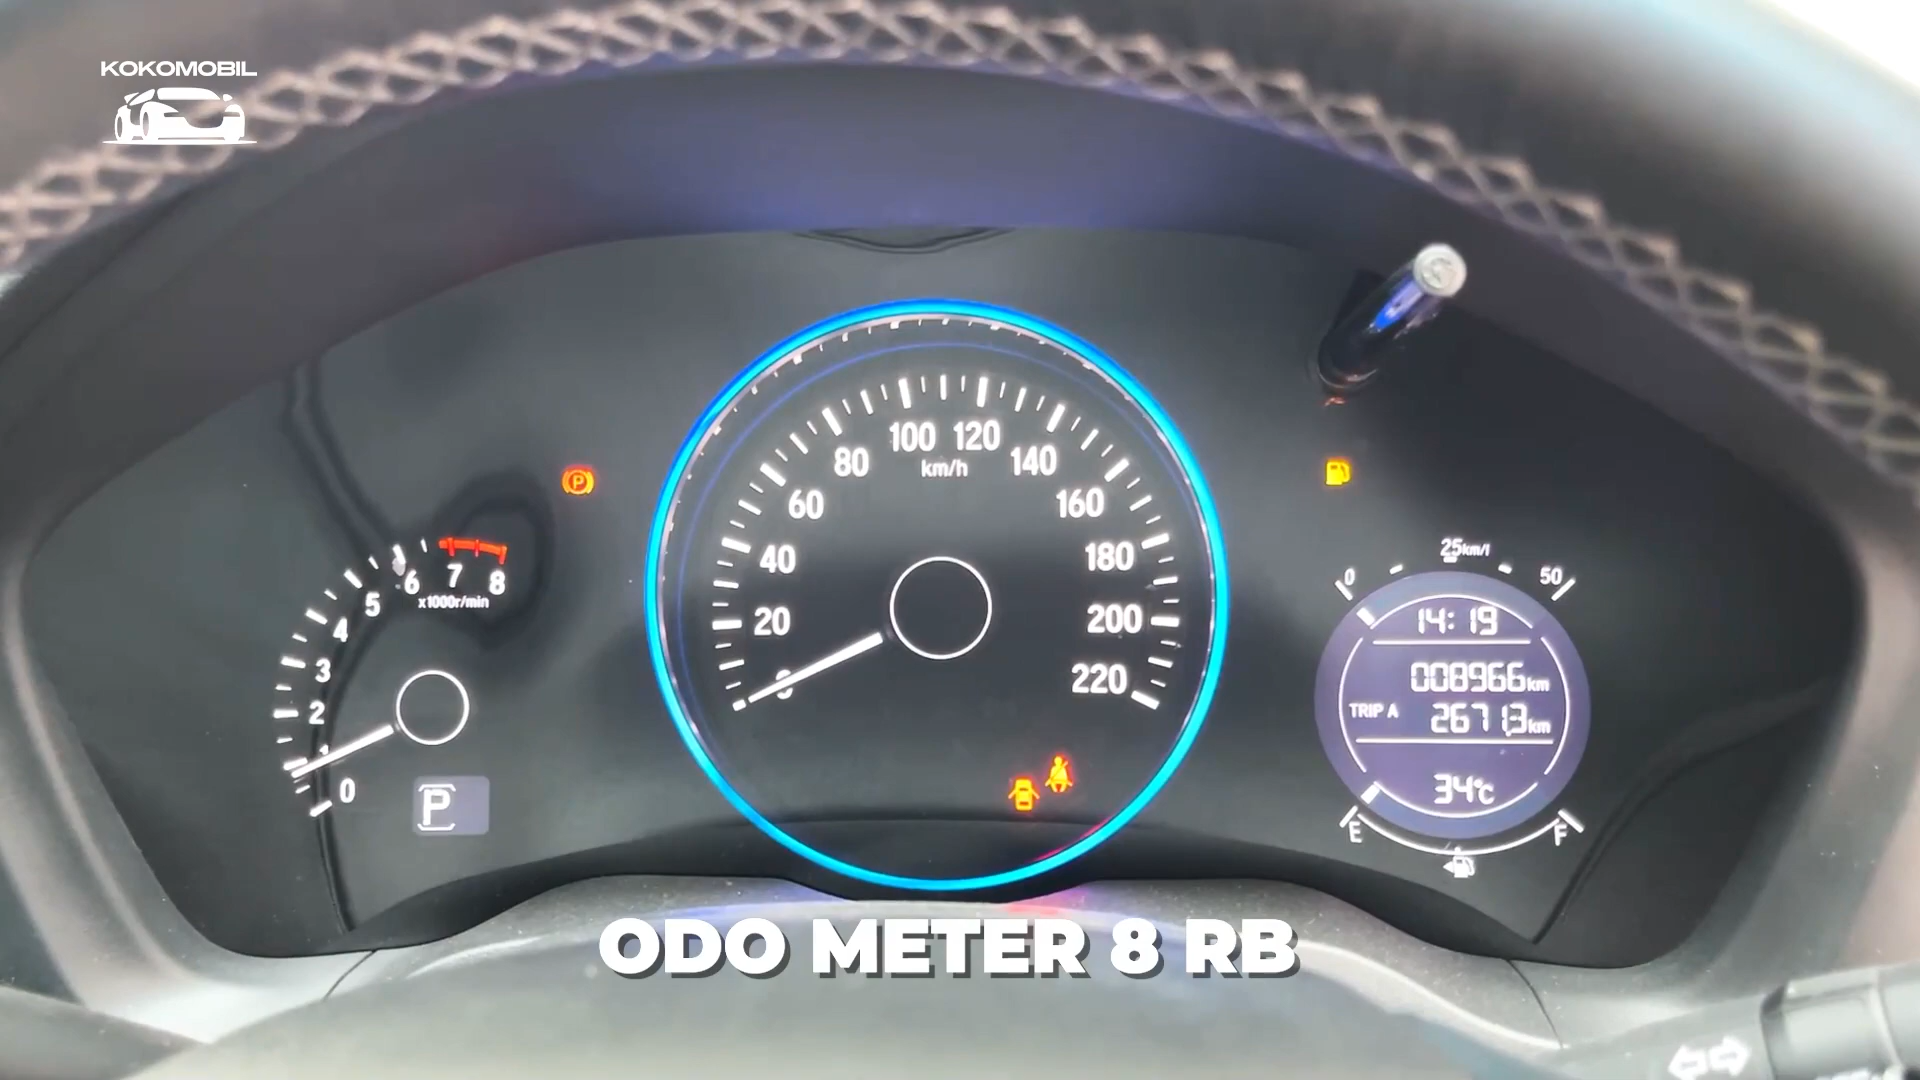 KOKOMOBIL
100 120
80 km/h 140
60 160
40 180
20 200
0 220
6 7 8
5 x1000r/min
4
3
2
1
0
P
P
25km/l
0 50
14:19
008966km
TRIP A 2671.3km
34°C
E F
ODO METER 8 RB